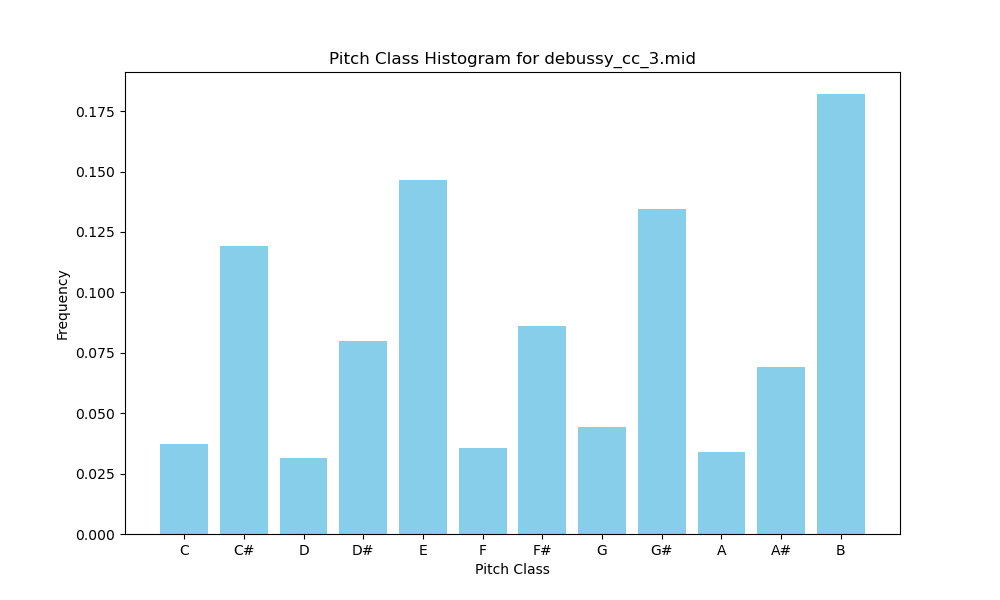 Pitch Class Histogram for debussy_cc_3.mid
Frequency
0.175
0.150
0.125
0.100
0.075
0.050
0.025
0.000
C C# D D# E F F# G G# A A# B
Pitch Class